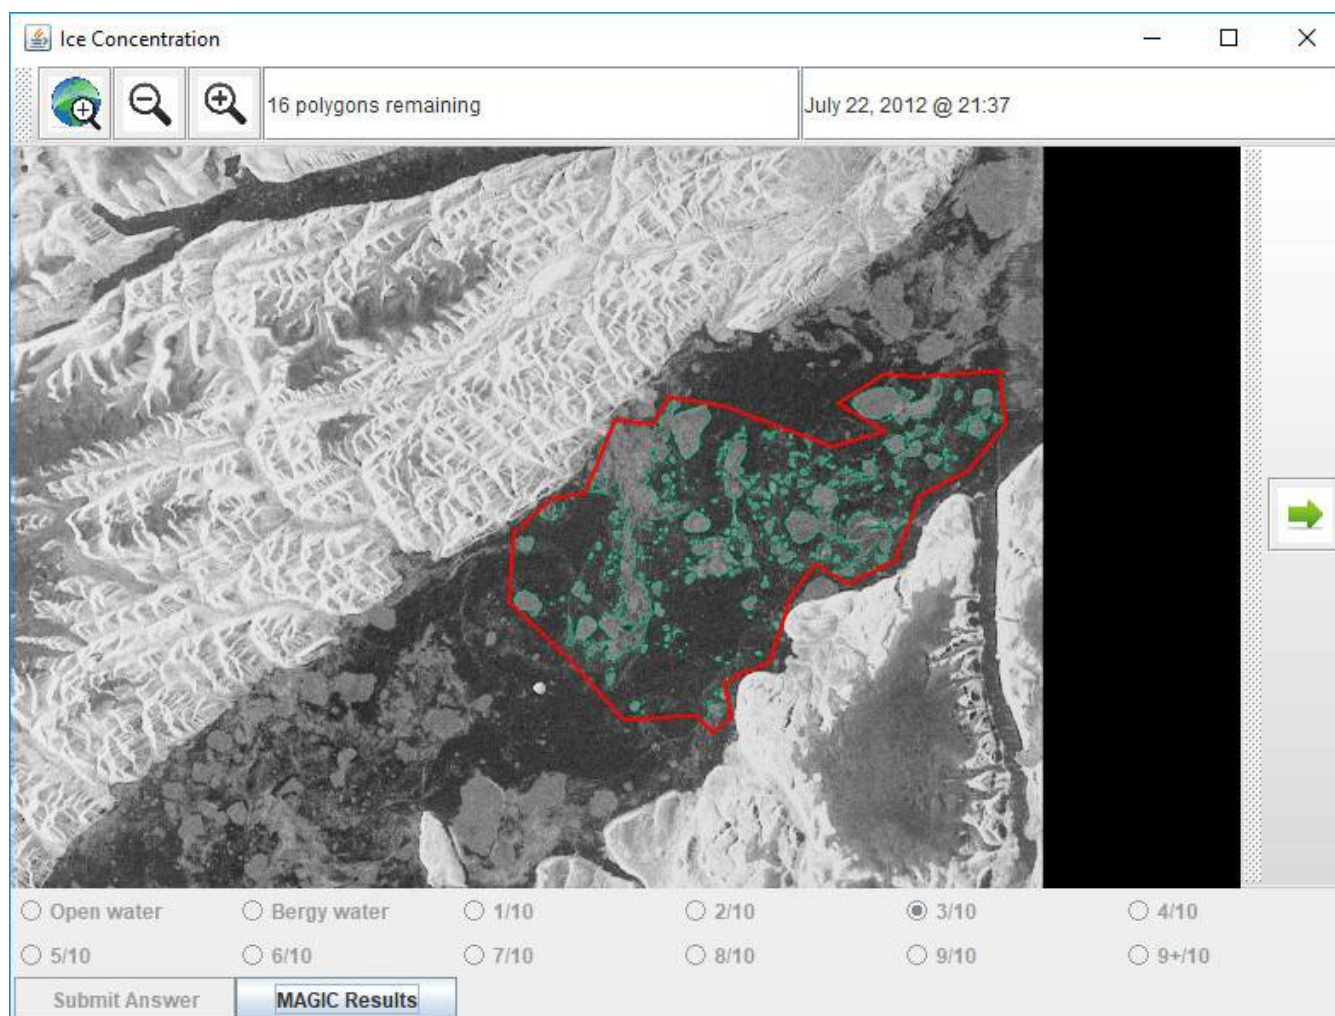 Ice Concentration
16 polygons remaining
July 22, 2012 @ 21:37
Open water
Bergy water
1/10
2/10
3/10
4/10
5/10
6/10
7/10
8/10
9/10
9+/10
Submit Answer
MAGIC Results